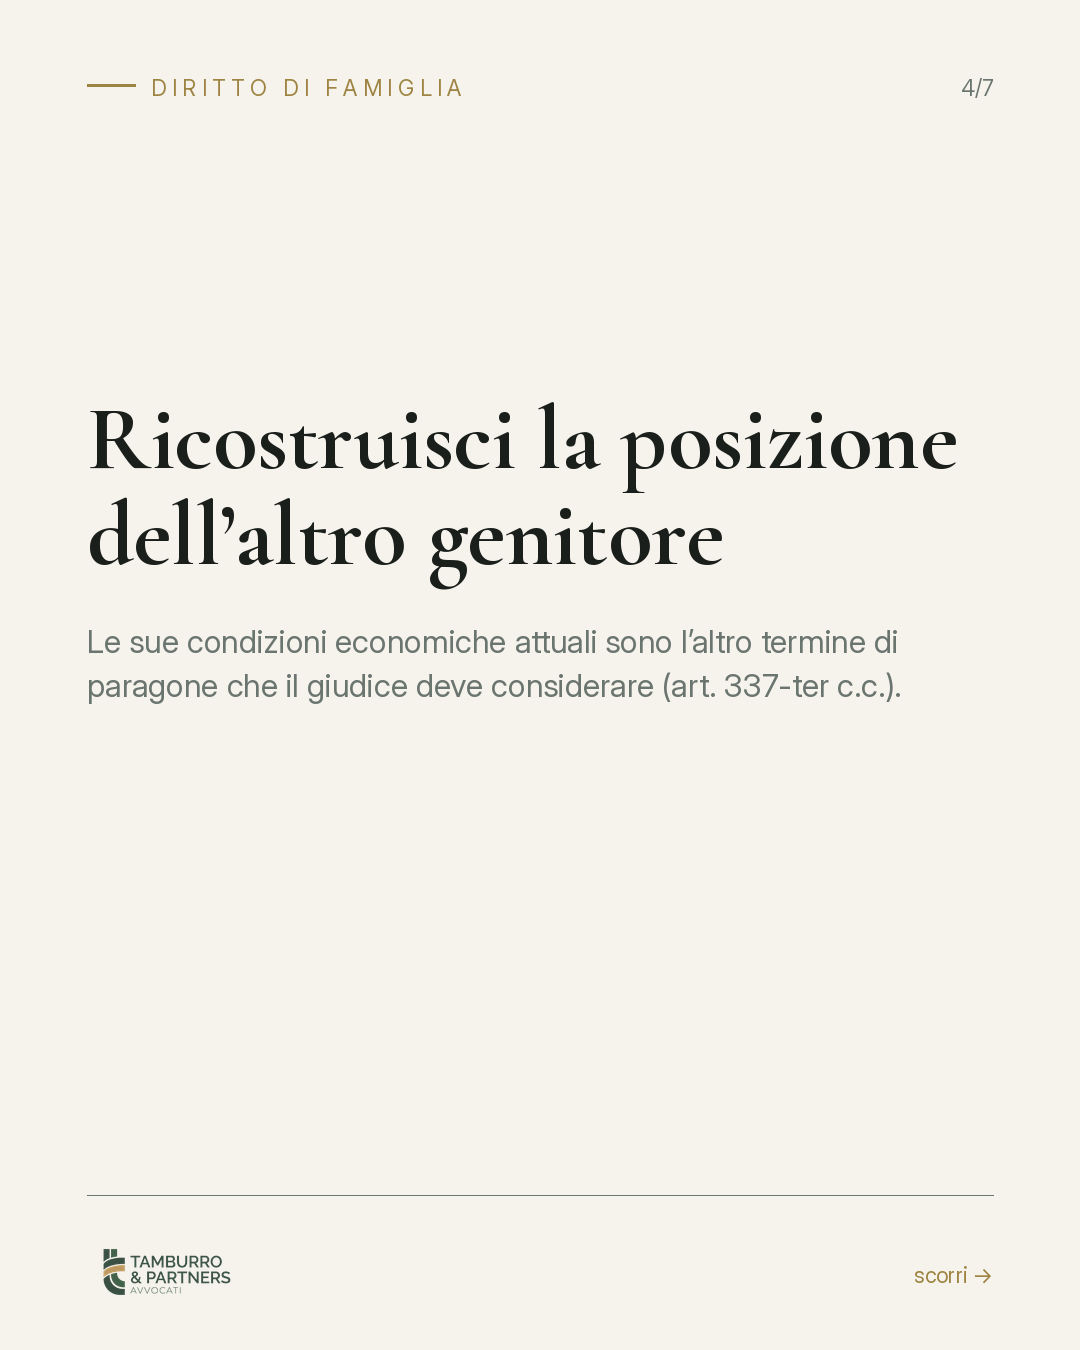 DIRITTO DI FAMIGLIA
4/7
Ricostruisci la posizione
dell’altro genitore
Le sue condizioni economiche attuali sono l’altro termine di
paragone che il giudice deve considerare (art. 337-ter c.c.).
TAMBURRO
& PARTNERS
AVVOCATI
scorri →